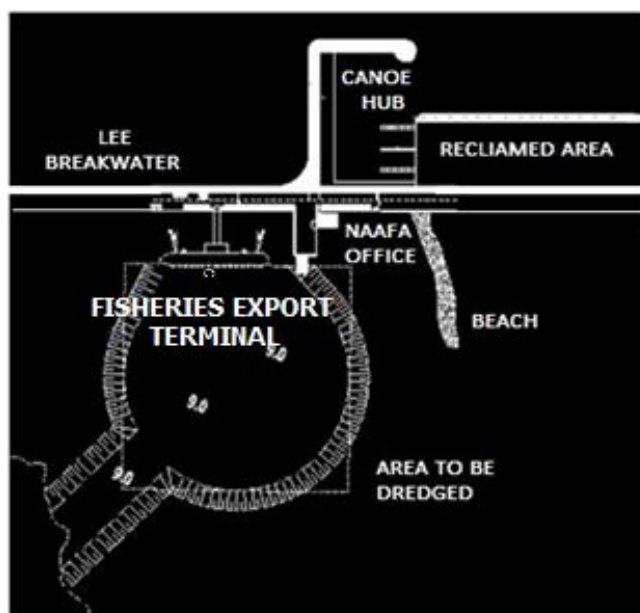 CANOE
HUB
LEE
BREAKWATER
RECLIAMED AREA
NAAFA
OFFICE
FISHERIES EXPORT
TERMINAL
BEACH
9.0
9.0
9.0
AREA TO BE
DREDGED